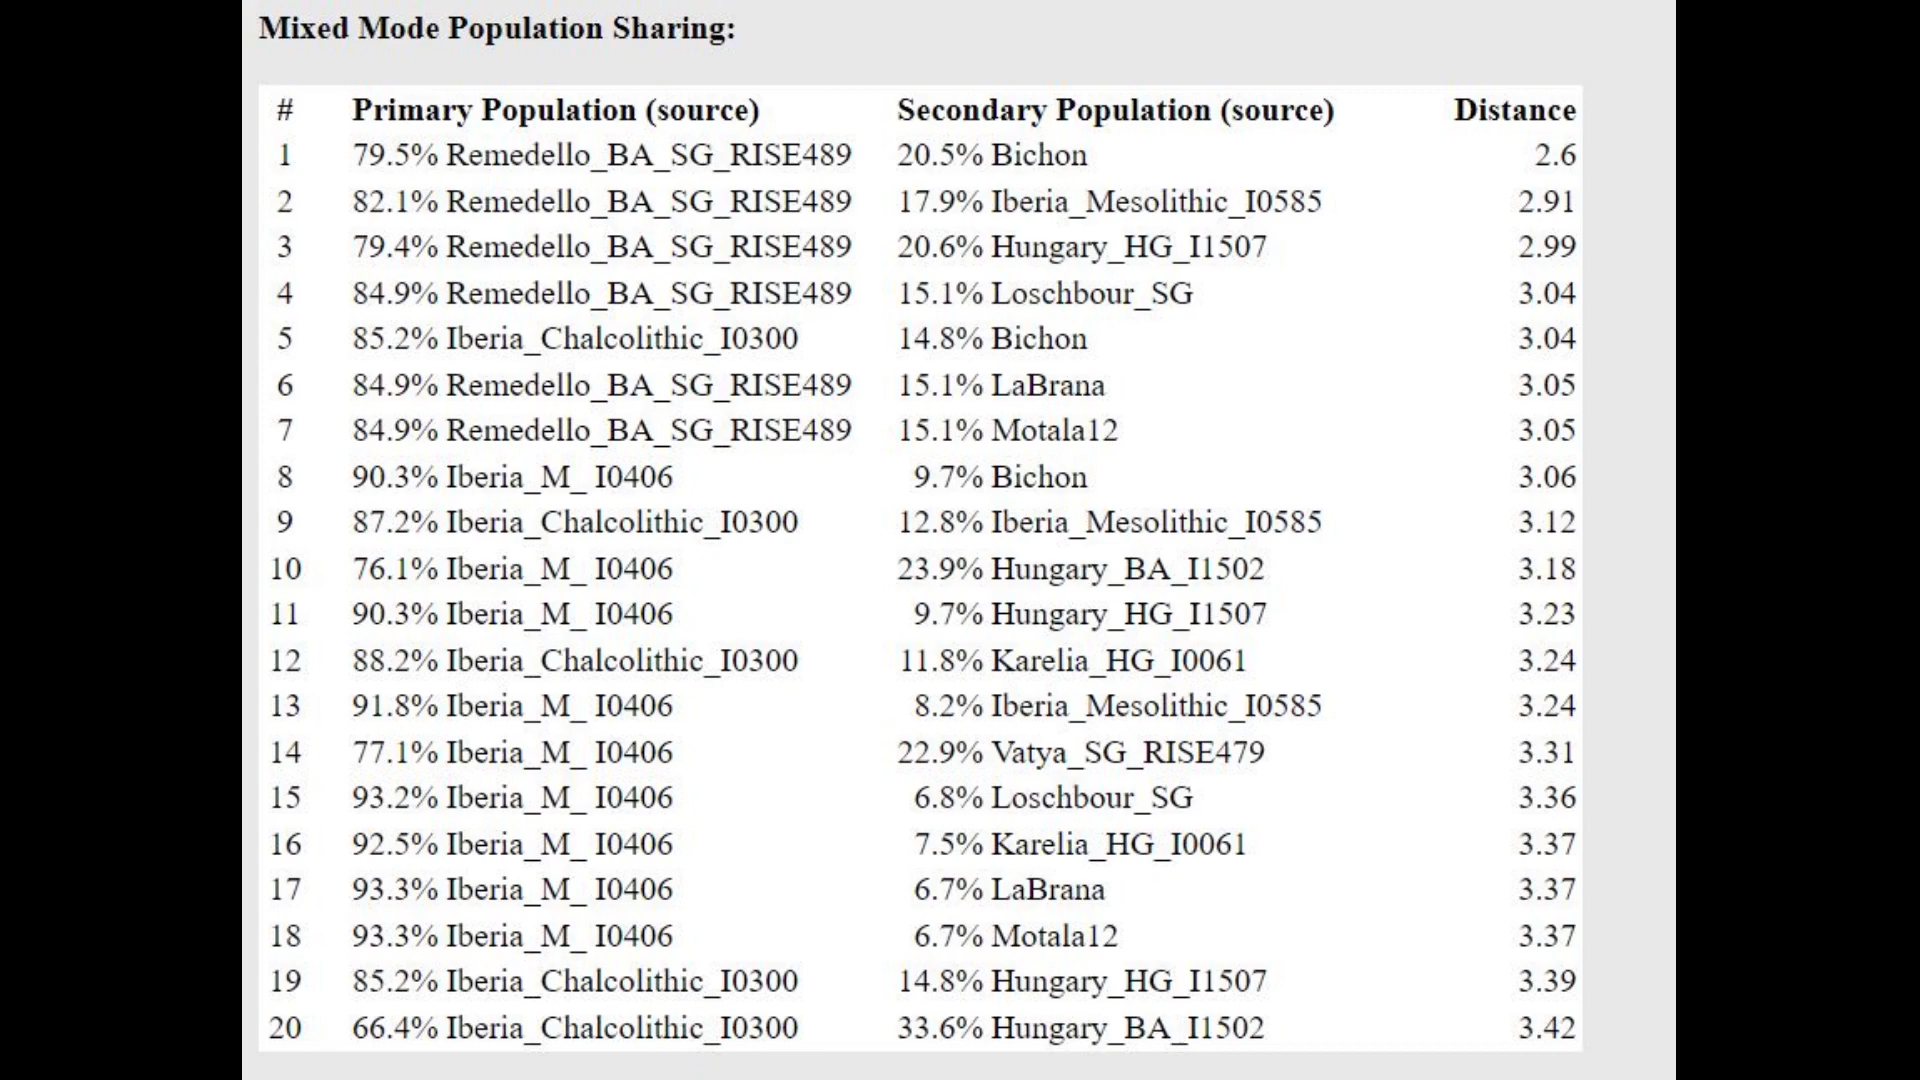 Mixed Mode Population Sharing:
# Primary Population (source) Secondary Population (source) Distance
1 79.5% Remedello_BA_SG_RISE489 20.5% Bichon 2.6
2 82.1% Remedello_BA_SG_RISE489 17.9% Iberia_Mesolithic_I0585 2.91
3 79.4% Remedello_BA_SG_RISE489 20.6% Hungary_HG_I1507 2.99
4 84.9% Remedello_BA_SG_RISE489 15.1% Loschbour_SG 3.04
5 85.2% Iberia_Chalcolithic_I0300 14.8% Bichon 3.04
6 84.9% Remedello_BA_SG_RISE489 15.1% LaBrana 3.05
7 84.9% Remedello_BA_SG_RISE489 15.1% Motala12 3.05
8 90.3% Iberia_M_ I0406 9.7% Bichon 3.06
9 87.2% Iberia_Chalcolithic_I0300 12.8% Iberia_Mesolithic_I0585 3.12
10 76.1% Iberia_M_ I0406 23.9% Hungary_BA_I1502 3.18
11 90.3% Iberia_M_ I0406 9.7% Hungary_HG_I1507 3.23
12 88.2% Iberia_Chalcolithic_I0300 11.8% Karelia_HG_I0061 3.24
13 91.8% Iberia_M_ I0406 8.2% Iberia_Mesolithic_I0585 3.24
14 77.1% Iberia_M_ I0406 22.9% Vatya_SG_RISE479 3.31
15 93.2% Iberia_M_ I0406 6.8% Loschbour_SG 3.36
16 92.5% Iberia_M_ I0406 7.5% Karelia_HG_I0061 3.37
17 93.3% Iberia_M_ I0406 6.7% LaBrana 3.37
18 93.3% Iberia_M_ I0406 6.7% Motala12 3.37
19 85.2% Iberia_Chalcolithic_I0300 14.8% Hungary_HG_I1507 3.39
20 66.4% Iberia_Chalcolithic_I0300 33.6% Hungary_BA_I1502 3.42